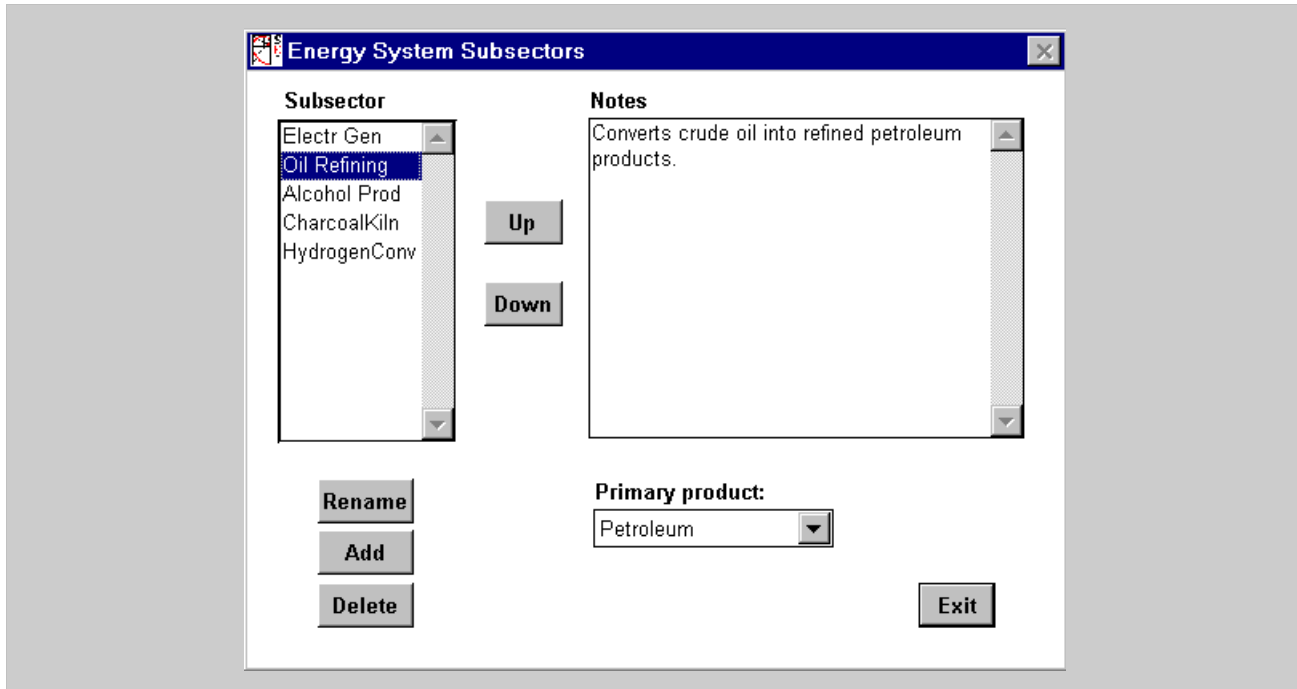 Energy System Subsectors
Subsector
Electr Gen
Oil Refining
Alcohol Prod
CharcoalKiln
HydrogenConv
Up
Down
Notes
Converts crude oil into refined petroleum
products.
Rename
Add
Delete
Primary product:
Petroleum
Exit